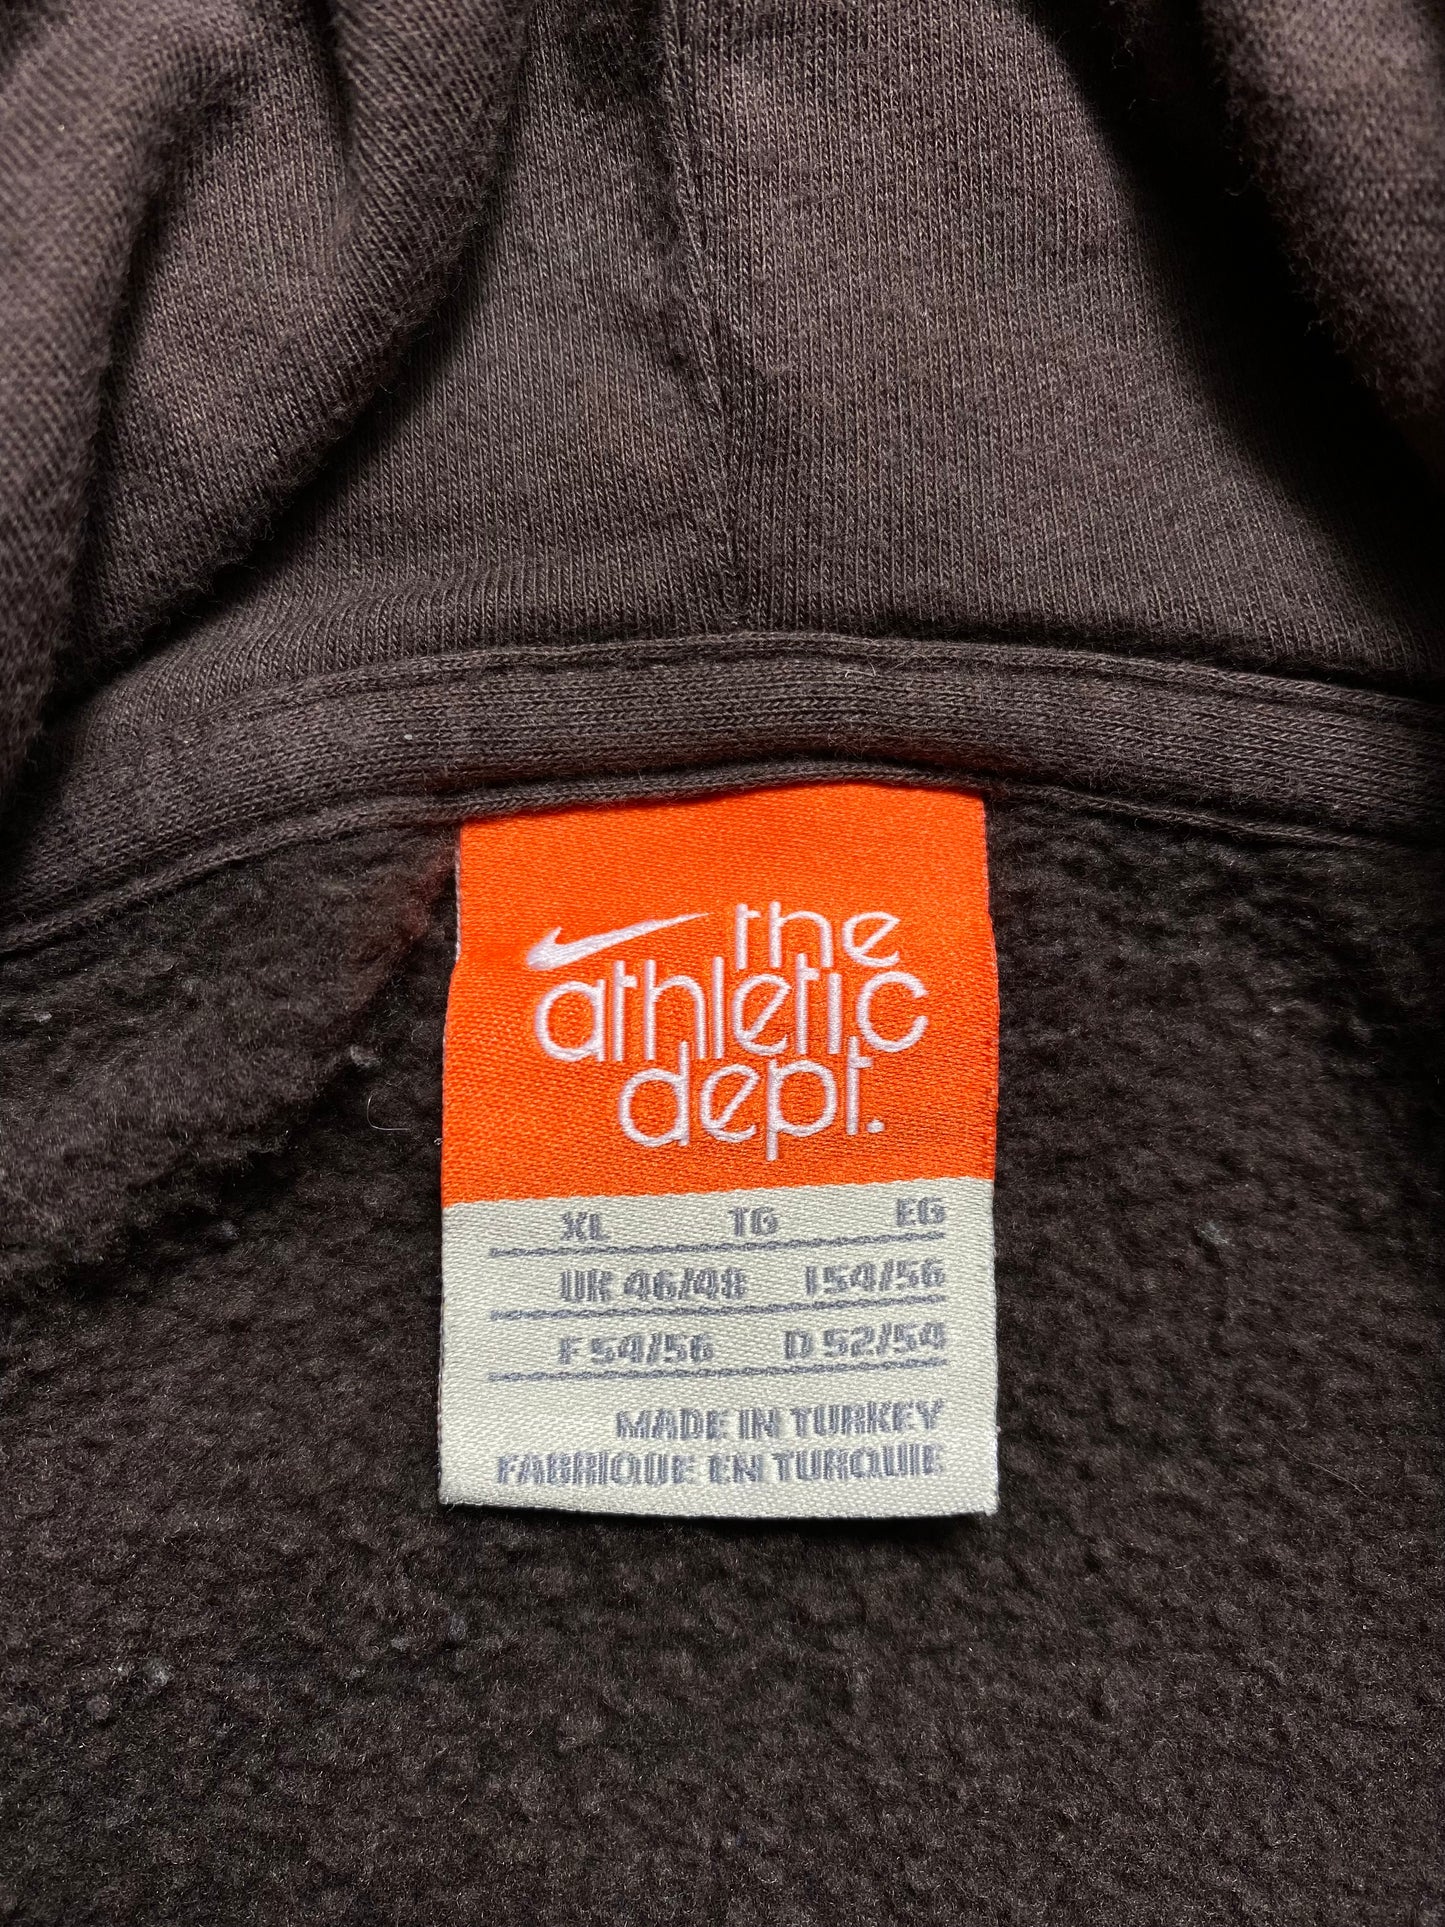 the
athletic
dept.
XL TG EG
UK 46/48 I 54/56
F 54/56 D 52/54
MADE IN TURKEY
FABRIQUE EN TURQUIE